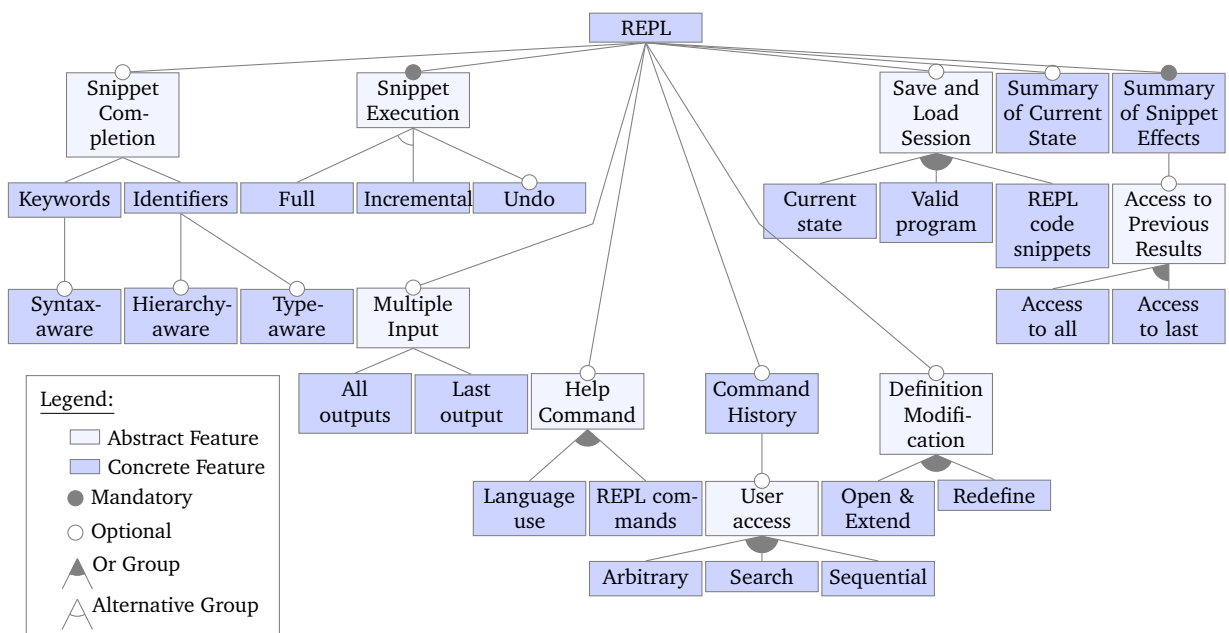 REPL
Snippet
Com-
pletion
Snippet
Execution
Save and
Load
Session
Summary
of Current
State
Summary
of Snippet
Effects
Keywords
Identifiers
Full
Incremental
Undo
Current
state
Valid
program
REPL
code
snippets
Access to
Previous
Results
Syntax-
aware
Hierarchy-
aware
Type-
aware
Multiple
Input
Access
to all
Access
to last
All
outputs
Last
output
Help
Command
Command
History
Definition
Modifi-
cation
Language
use
REPL com-
mands
User
access
Open &
Extend
Redefine
Arbitrary
Search
Sequential
Legend:
Abstract Feature
Concrete Feature
Mandatory
Optional
Or Group
Alternative Group